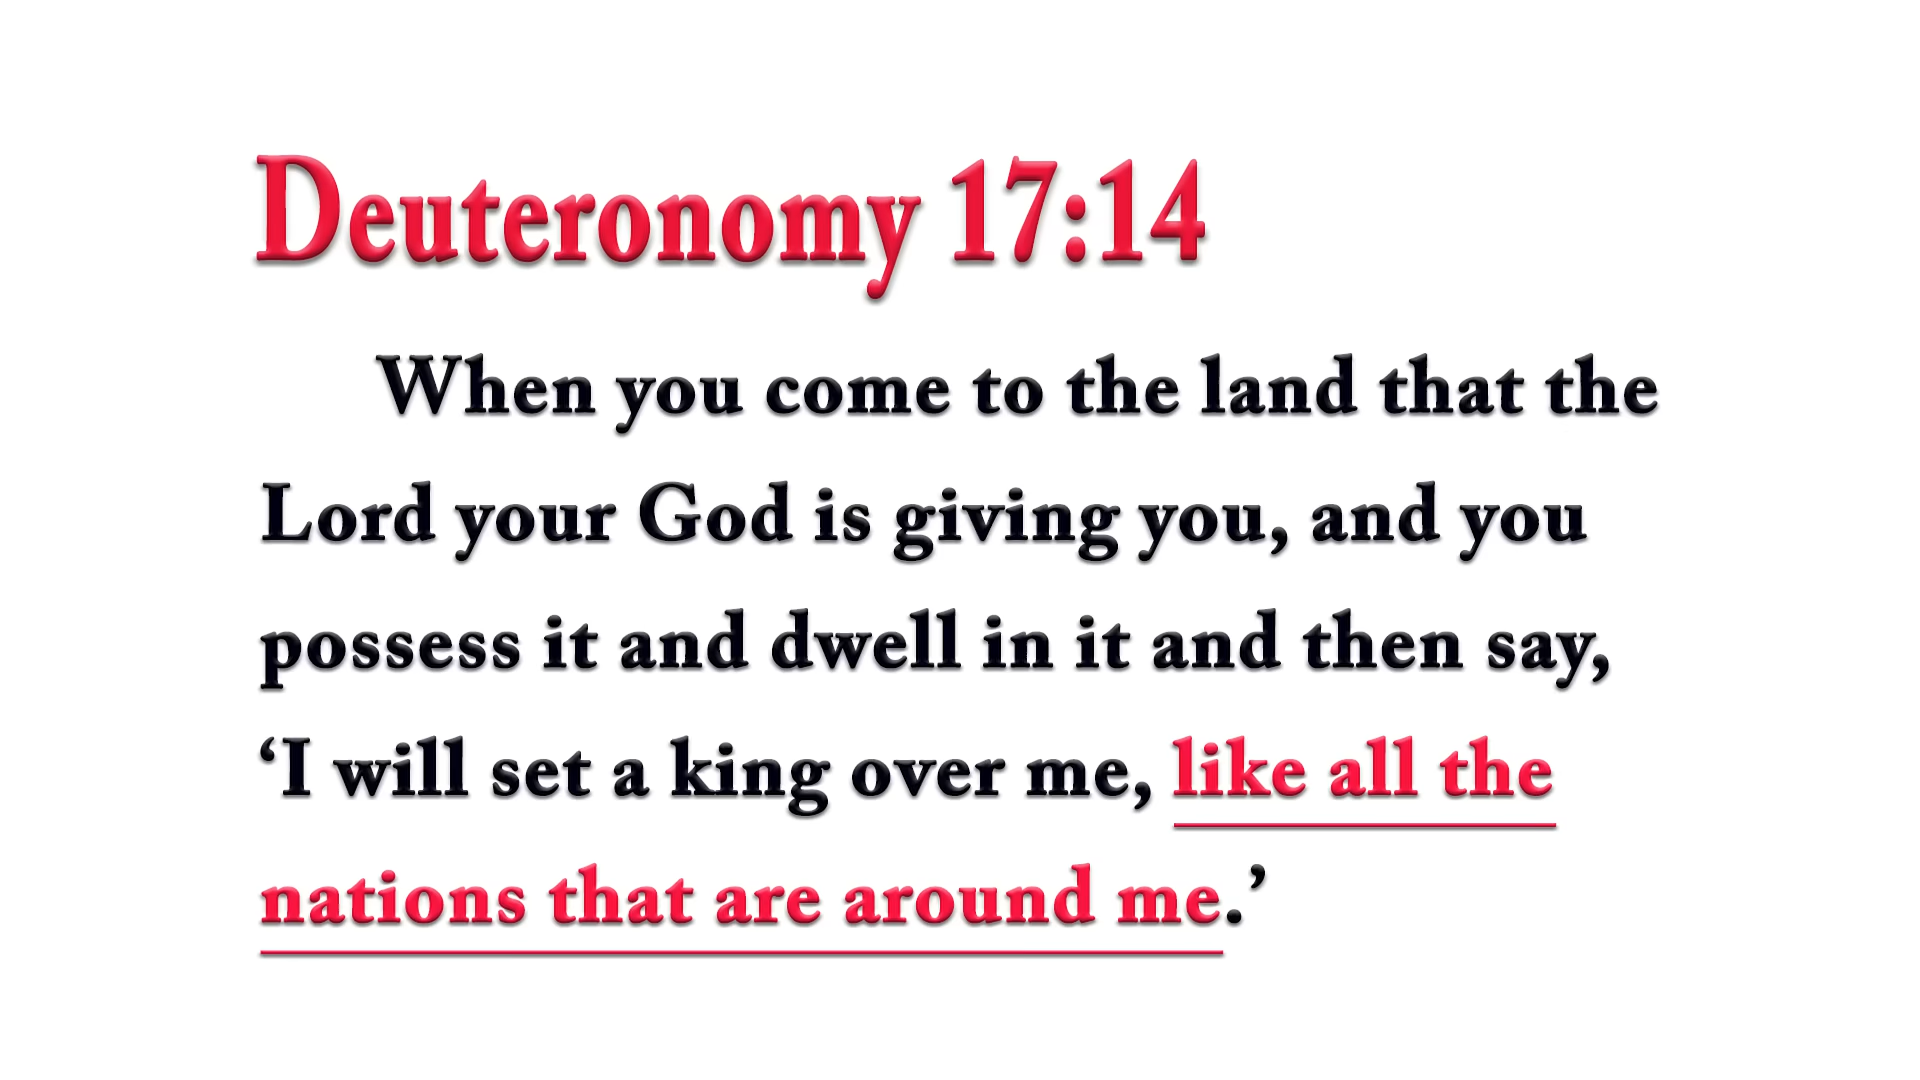 Deuteronomy 17:14
When you come to the land that the
Lord your God is giving you, and you
possess it and dwell in it and then say,
‘I will set a king over me, like all the
nations that are around me.’